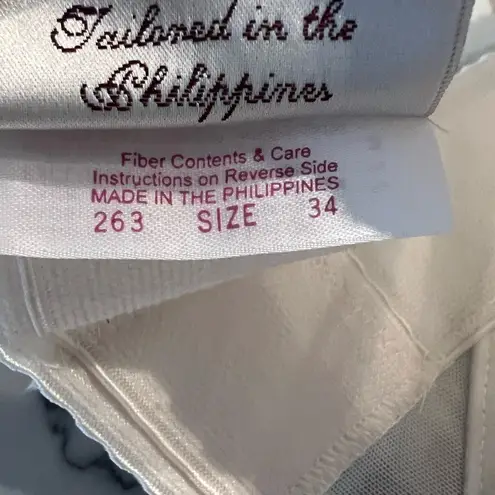 Tailored in the
Philippines
Fiber Contents & Care
Instructions on Reverse Side
MADE IN THE PHILIPPINES
263 SIZE 34